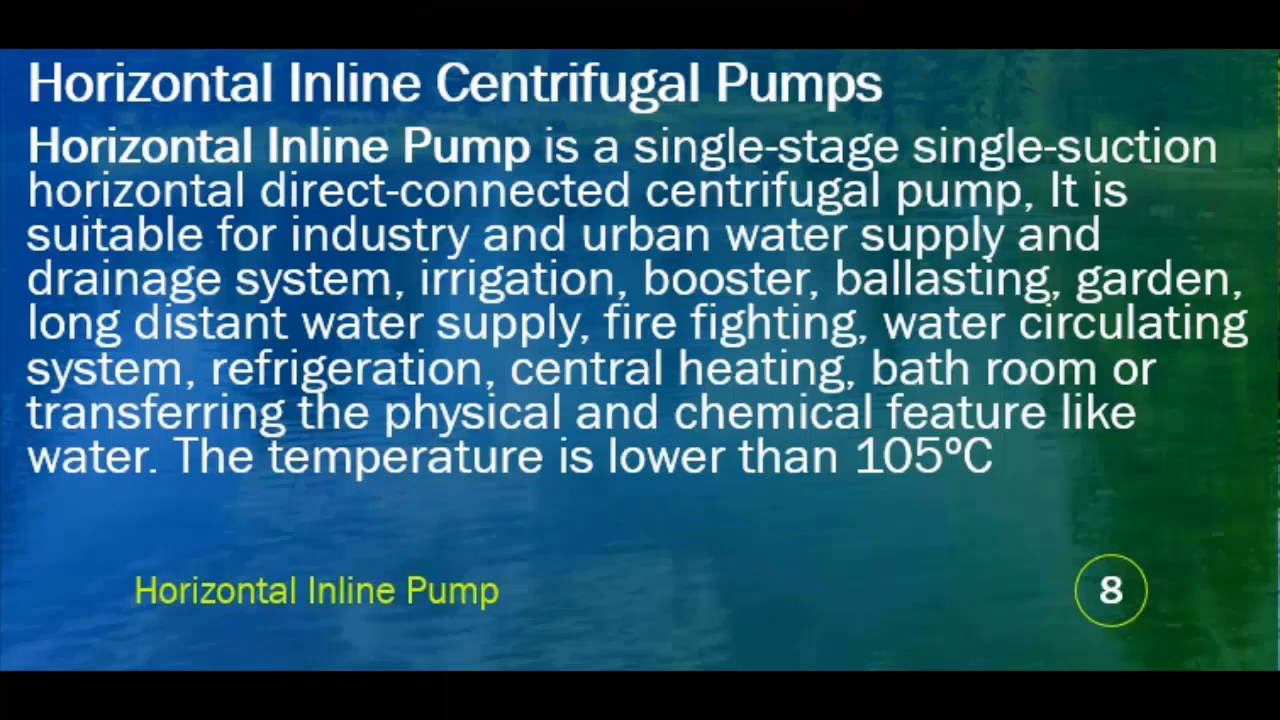 Horizontal Inline Centrifugal Pumps
Horizontal Inline Pump is a single-stage single-suction
horizontal direct-connected centrifugal pump, It is
suitable for industry and urban water supply and
drainage system, irrigation, booster, ballasting, garden,
long distant water supply, fire fighting, water circulating
system, refrigeration, central heating, bath room or
transferring the physical and chemical feature like
water. The temperature is lower than 105ºC
Horizontal Inline Pump
8